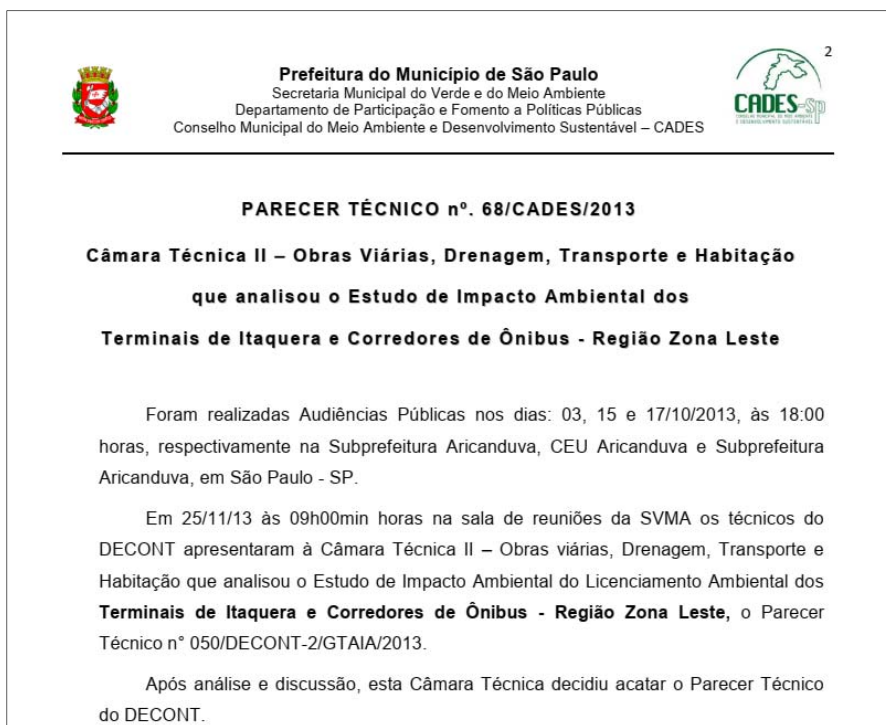 2
Prefeitura do Município de São Paulo
Secretaria Municipal do Verde e do Meio Ambiente
Departamento de Participação e Fomento a Políticas Públicas
Conselho Municipal do Meio Ambiente e Desenvolvimento Sustentável – CADES
CADES-Sp
CONSELHO MUNICIPAL DO MEIO AMBIENTE
E DESENVOLVIMENTO SUSTENTÁVEL
PARECER TÉCNICO nº. 68/CADES/2013
Câmara Técnica II – Obras Viárias, Drenagem, Transporte e Habitação
que analisou o Estudo de Impacto Ambiental dos
Terminais de Itaquera e Corredores de Ônibus - Região Zona Leste
Foram realizadas Audiências Públicas nos dias: 03, 15 e 17/10/2013, às 18:00
horas, respectivamente na Subprefeitura Aricanduva, CEU Aricanduva e Subprefeitura
Aricanduva, em São Paulo - SP.
Em 25/11/13 às 09h00min horas na sala de reuniões da SVMA os técnicos do
DECONT apresentaram à Câmara Técnica II – Obras viárias, Drenagem, Transporte e
Habitação que analisou o Estudo de Impacto Ambiental do Licenciamento Ambiental dos
Terminais de Itaquera e Corredores de Ônibus - Região Zona Leste, o Parecer
Técnico n° 050/DECONT-2/GTAIA/2013.
Após análise e discussão, esta Câmara Técnica decidiu acatar o Parecer Técnico
do DECONT.